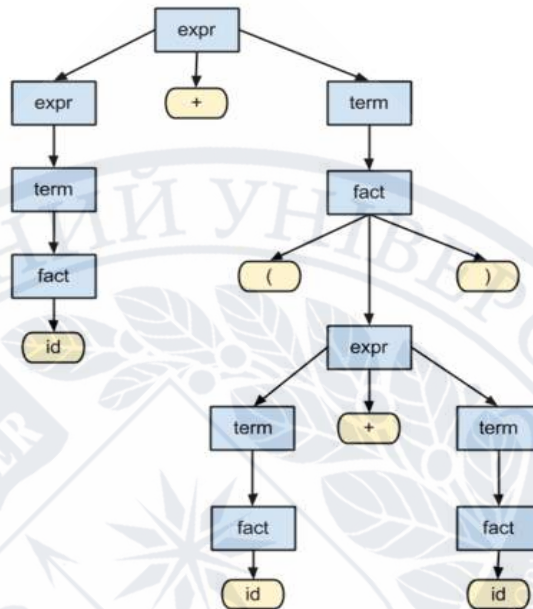 expr
expr + term
term fact
fact ( )
id expr
term + term
fact fact
id id